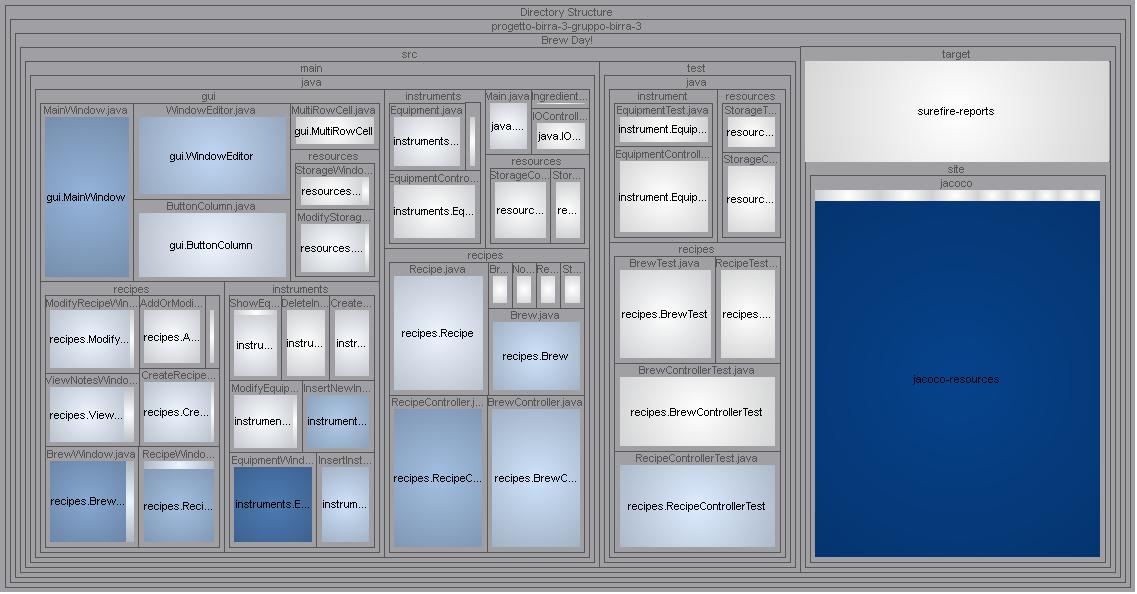 Directory Structure
progetto-birra-3-gruppo-birra-3
Brew Day!
src
main
java
gui
MainWindow.java
gui.MainWindow
WindowEditor.java
gui.WindowEditor
ButtonColumn.java
gui.ButtonColumn
MultiRowCell.java
gui.MultiRowCell
resources
StorageWindo...
resources...
ModifyStorag...
resources....
recipes
ModifyRecipeWin...
recipes.Modify...
AddOrModi...
recipes.A...
ViewNotesWindo...
recipes.View...
CreateRecipe...
recipes.Cre...
BrewWindow.java
recipes.Brew...
RecipeWindo...
recipes.Reci...
instruments
ShowEq...
instru...
DeleteIn...
instru...
Create...
instr...
ModifyEquip...
instrumen...
InsertNewIn...
instrument...
EquipmentWind...
instruments.E...
InsertInst...
instrum...
instruments
Equipment.java
instruments...
EquipmentContro...
instruments.Eq...
Main.java
java....
Ingredient...
IOControll...
java.IO...
resources
StorageCo...
resourc...
Stor...
re...
recipes
Recipe.java
recipes.Recipe
Br...
No...
Re...
St...
Brew.java
recipes.Brew
RecipeController.j...
recipes.RecipeC...
BrewController.java
recipes.BrewC...
test
java
instrument
EquipmentTest.java
instrument.Equip...
EquipmentControll...
instrument.Equip...
resources
StorageT...
resourc...
StorageC...
resourc...
recipes
BrewTest.java
recipes.BrewTest
RecipeTest...
recipes....
BrewControllerTest.java
recipes.BrewControllerTest
RecipeControllerTest.java
recipes.RecipeControllerTest
target
surefire-reports
site
jacoco
jacoco-resources